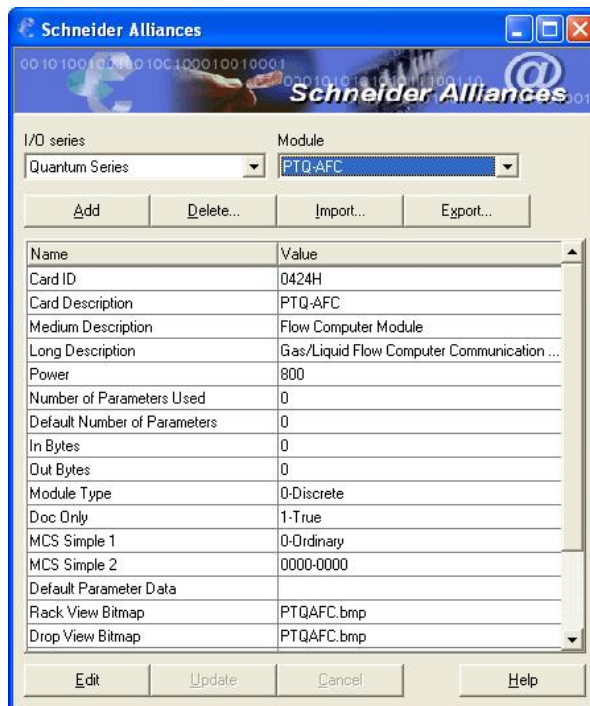 Schneider Alliances
Schneider Alliances
I/O series Module
Quantum Series PTQ-AFC
Add Delete... Import... Export...
Name Value
Card ID 0424H
Card Description PTQ-AFC
Medium Description Flow Computer Module
Long Description Gas/Liquid Flow Computer Communication ...
Power 800
Number of Parameters Used 0
Default Number of Parameters 0
In Bytes 0
Out Bytes 0
Module Type 0-Discrete
Doc Only 1-True
MCS Simple 1 0-Ordinary
MCS Simple 2 0000-0000
Default Parameter Data
Rack View Bitmap PTQAFC.bmp
Drop View Bitmap PTQAFC.bmp
Edit Update Cancel Help